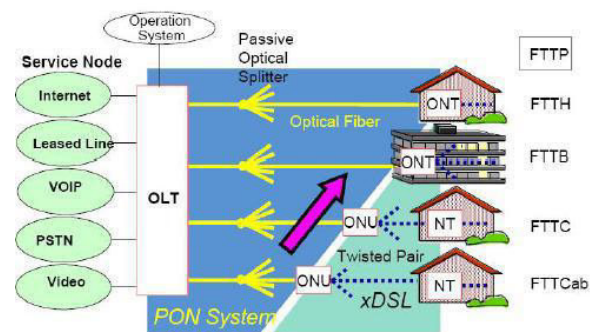 Operation
System
Passive
Optical
Splitter
FTTP
Service Node
Internet
ONT
FTTH
Optical Fiber
Leased Line
ONT
FTTB
VOIP
OLT
ONU
NT
FTTC
PSTN
Twisted Pair
Video
ONU
xDSL
NT
FTTCab
PON System